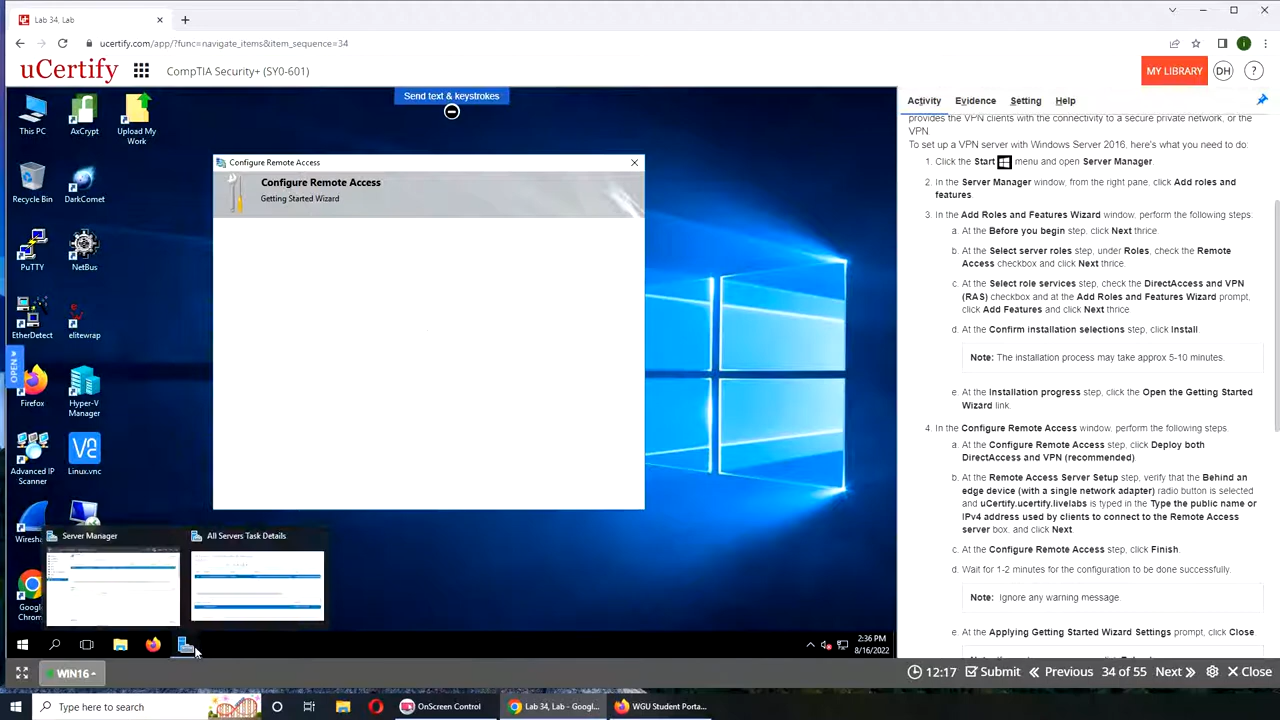 Lab 34, Lab
ucertify.com/app/?func=navigate_items&item_sequence=34
uCertify
CompTIA Security+ (SY0-601)
MY LIBRARY
DH
?
Send text & keystrokes
This PC
AxCrypt
Upload My
Work
Recycle Bin
DarkComet
PuTTY
NetBus
EtherDetect
elitewrap
OPEN
Firefox
Hyper-V
Manager
Advanced IP
Scanner
Linux.vnc
Wiresha
Google
Chrom
Configure Remote Access
Configure Remote Access
Getting Started Wizard
Server Manager
All Servers Task Details
2:36 PM
8/16/2022
Activity
Evidence
Setting
Help
provides the VPN clients with the connectivity to a secure private network, or the
VPN.
To set up a VPN server with Windows Server 2016, here's what you need to do:
1. Click the Start menu and open Server Manager.
2. In the Server Manager window, from the right pane, click Add roles and
features.
3. In the Add Roles and Features Wizard window, perform the following steps:
a. At the Before you begin step, click Next thrice.
b. At the Select server roles step, under Roles, check the Remote
Access checkbox and click Next thrice.
c. At the Select role services step, check the DirectAccess and VPN
(RAS) checkbox and at the Add Roles and Features Wizard prompt,
click Add Features and click Next thrice.
d. At the Confirm installation selections step, click Install.
Note: The installation process may take approx 5-10 minutes.
e. At the Installation progress step, click the Open the Getting Started
Wizard link.
4. In the Configure Remote Access window, perform the following steps.
a. At the Configure Remote Access step, click Deploy both
DirectAccess and VPN (recommended).
b. At the Remote Access Server Setup step, verify that the Behind an
edge device (with a single network adapter) radio button is selected
and uCertify.ucertify.livelabs is typed in the Type the public name or
IPv4 address used by clients to connect to the Remote Access
server box, and click Next.
c. At the Configure Remote Access step, click Finish.
d. Wait for 1-2 minutes for the configuration to be done successfully.
Note: Ignore any warning message.
e. At the Applying Getting Started Wizard Settings prompt, click Close
WIN16
12:17
Submit
Previous
34 of 55
Next
Close
Type here to search
OnScreen Control
Lab 34, Lab - Googl...
WGU Student Porta...